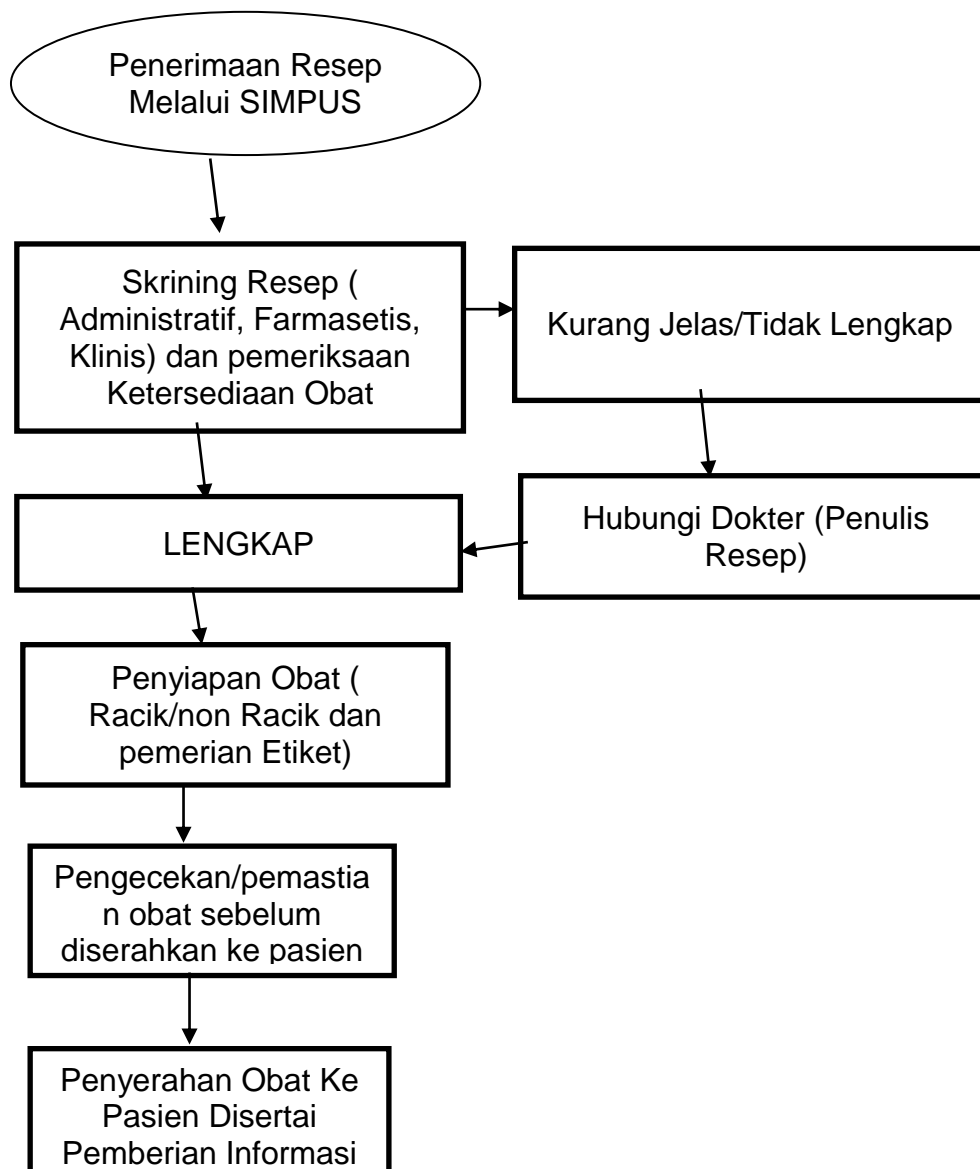 Penerimaan Resep
Melalui SIMPUS
Skrining Resep (
Administratif, Farmasetis,
Klinis) dan pemeriksaan
Ketersediaan Obat
Kurang Jelas/Tidak Lengkap
Hubungi Dokter (Penulis
Resep)
LENGKAP
Penyiapan Obat (
Racik/non Racik dan
pemerian Etiket)
Pengecekan/pemastia
n obat sebelum
diserahkan ke pasien
Penyerahan Obat Ke
Pasien Disertai
Pemberian Informasi